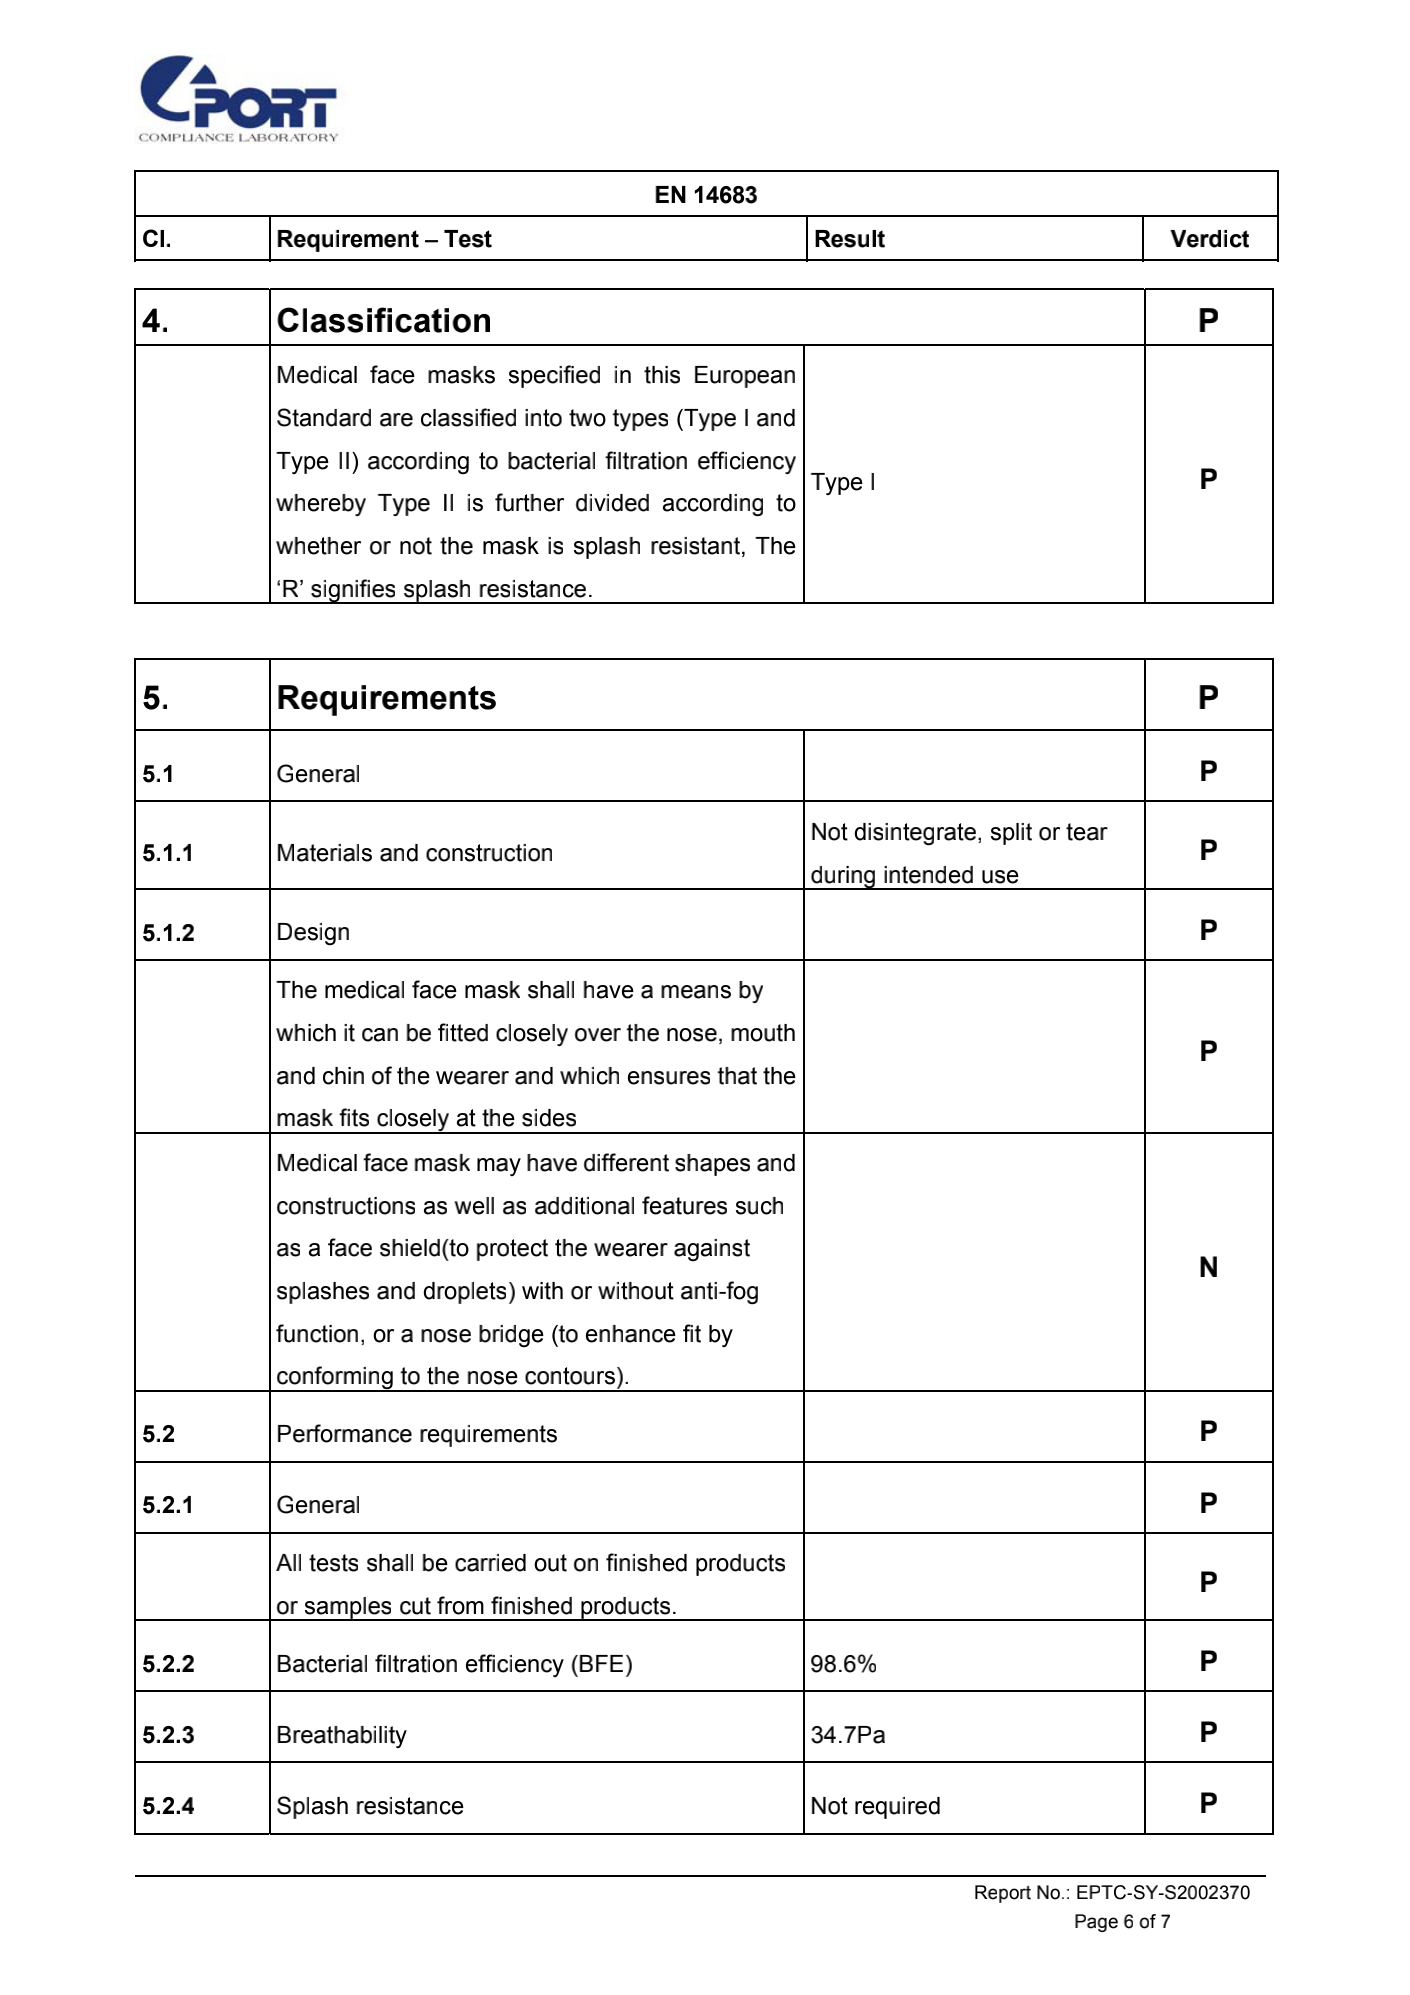 PORT
COMPLIANCE LABORATORY
EN 14683
Cl. Requirement – Test Result Verdict
4. Classification P
Medical face masks specified in this European
Standard are classified into two types (Type I and
Type II) according to bacterial filtration efficiency
whereby Type II is further divided according to
whether or not the mask is splash resistant, The
‘R’ signifies splash resistance.
Type I
P
5. Requirements P
5.1 General P
5.1.1 Materials and construction
Not disintegrate, split or tear
during intended use
P
5.1.2 Design P
The medical face mask shall have a means by
which it can be fitted closely over the nose, mouth
and chin of the wearer and which ensures that the
mask fits closely at the sides
P
Medical face mask may have different shapes and
constructions as well as additional features such
as a face shield(to protect the wearer against
splashes and droplets) with or without anti-fog
function, or a nose bridge (to enhance fit by
conforming to the nose contours).
N
5.2 Performance requirements P
5.2.1 General P
All tests shall be carried out on finished products
or samples cut from finished products.
P
5.2.2 Bacterial filtration efficiency (BFE) 98.6% P
5.2.3 Breathability 34.7Pa P
5.2.4 Splash resistance Not required P
Report No.: EPTC-SY-S2002370
Page 6 of 7